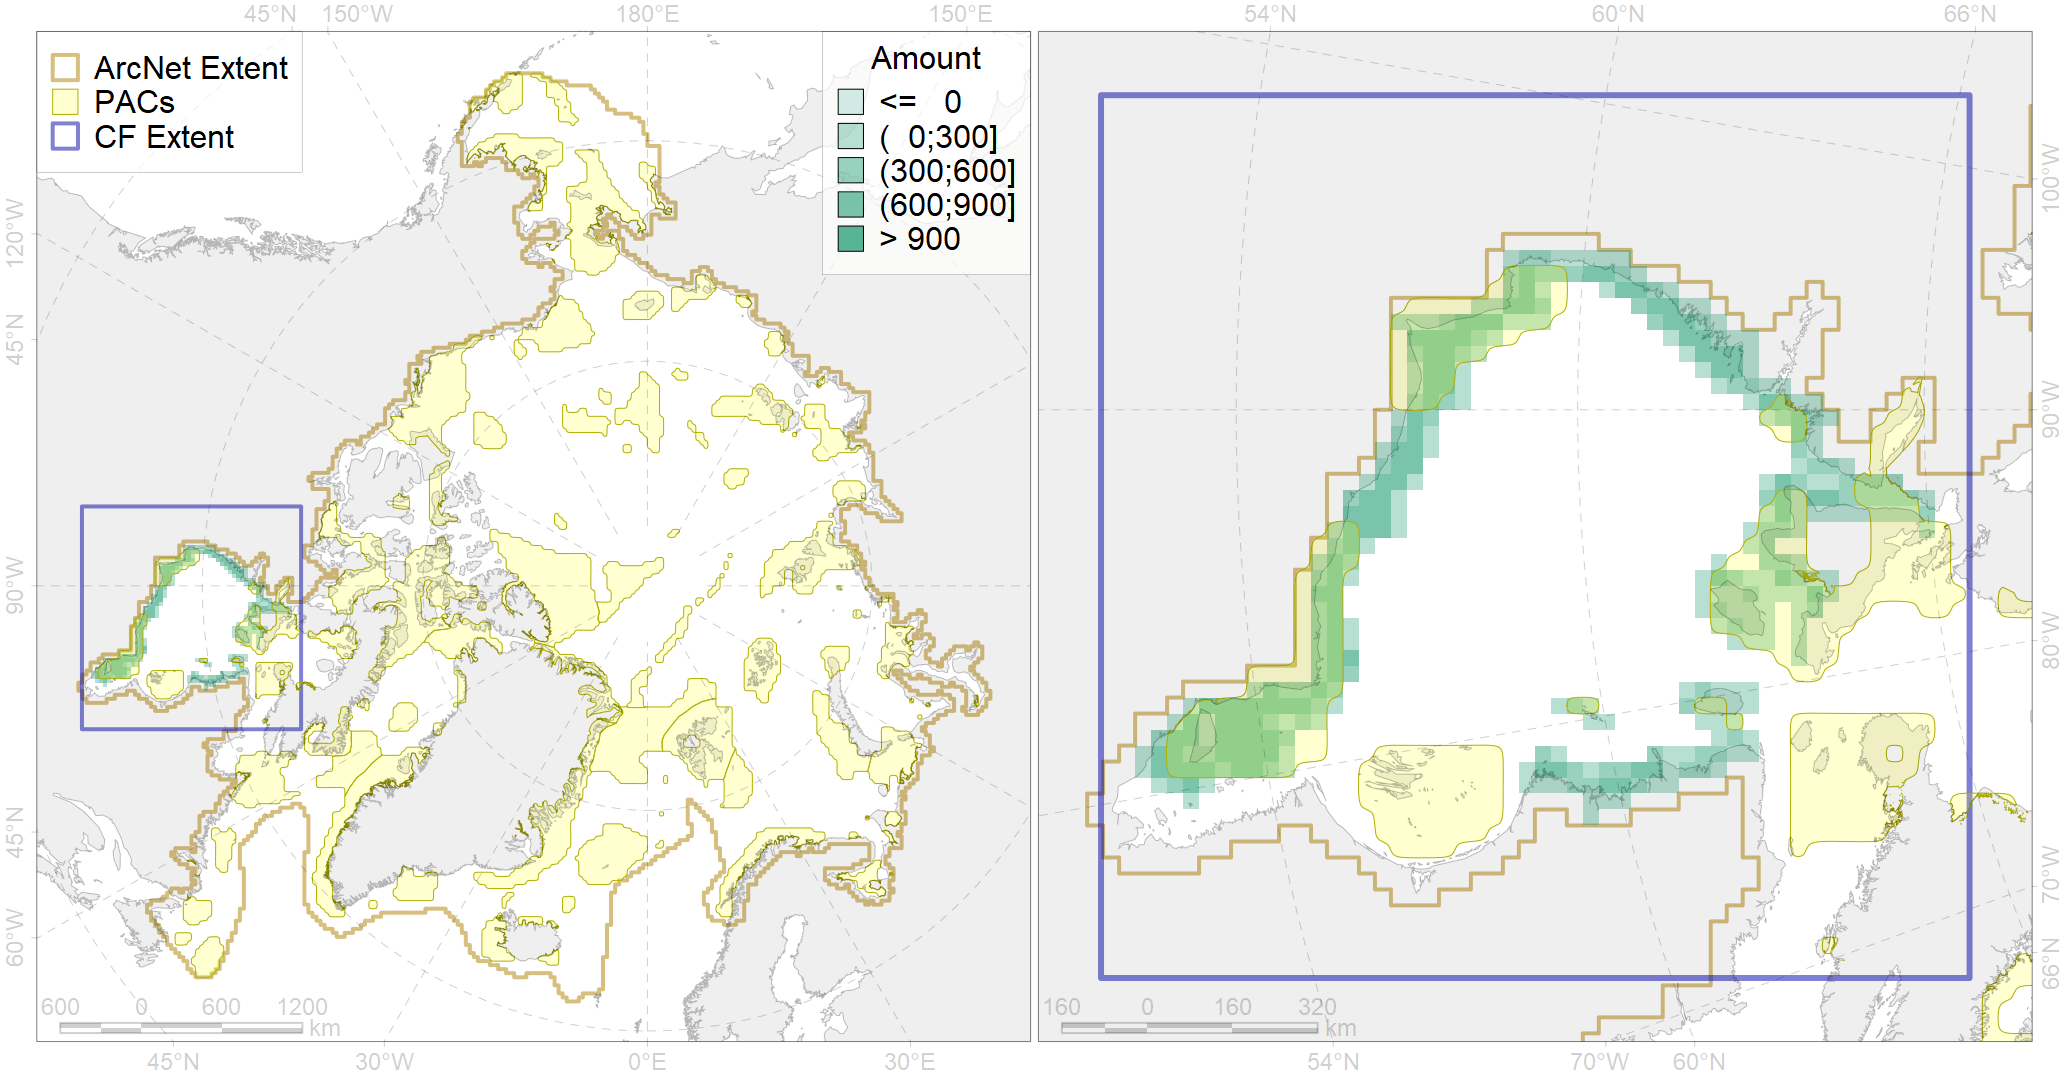 45°N 150°W 180°E 150°E 54°N 60°N 66°N
ArcNet Extent
PACs
CF Extent
Amount
<= 0
( 0;300]
(300;600]
(600;900]
> 900
120°W
45°N
90°W
45°N
60°W
100°W
90°W
80°W
70°W
66°N
600 0 600 1200
km
160 0 160 320
km
45°N 30°W 0°E 30°E 54°N 70°W 60°N